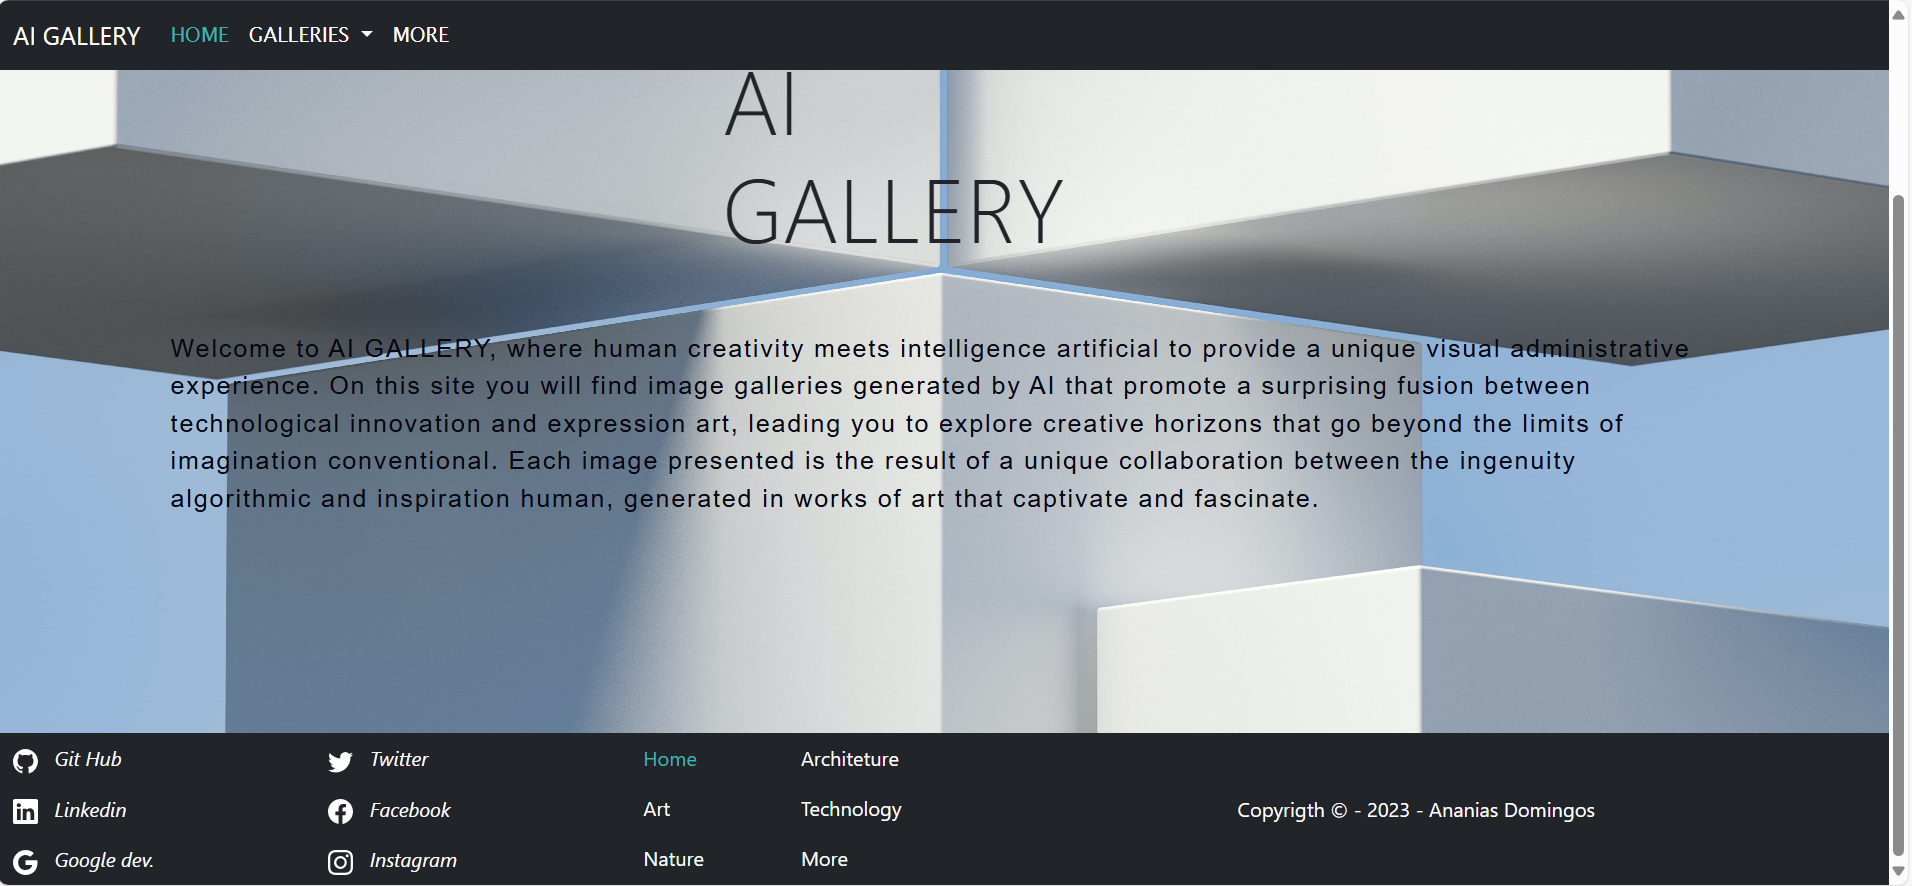 AI GALLERY HOME GALLERIES MORE
AI
GALLERY
Welcome to AI GALLERY, where human creativity meets intelligence artificial to provide a unique visual administrative
experience. On this site you will find image galleries generated by AI that promote a surprising fusion between
technological innovation and expression art, leading you to explore creative horizons that go beyond the limits of
imagination conventional. Each image presented is the result of a unique collaboration between the ingenuity
algorithmic and inspiration human, generated in works of art that captivate and fascinate.
Git Hub
Linkedin
Google dev.
Twitter
Facebook
Instagram
Home
Art
Nature
Architeture
Technology
More
Copyrigth © - 2023 - Ananias Domingos